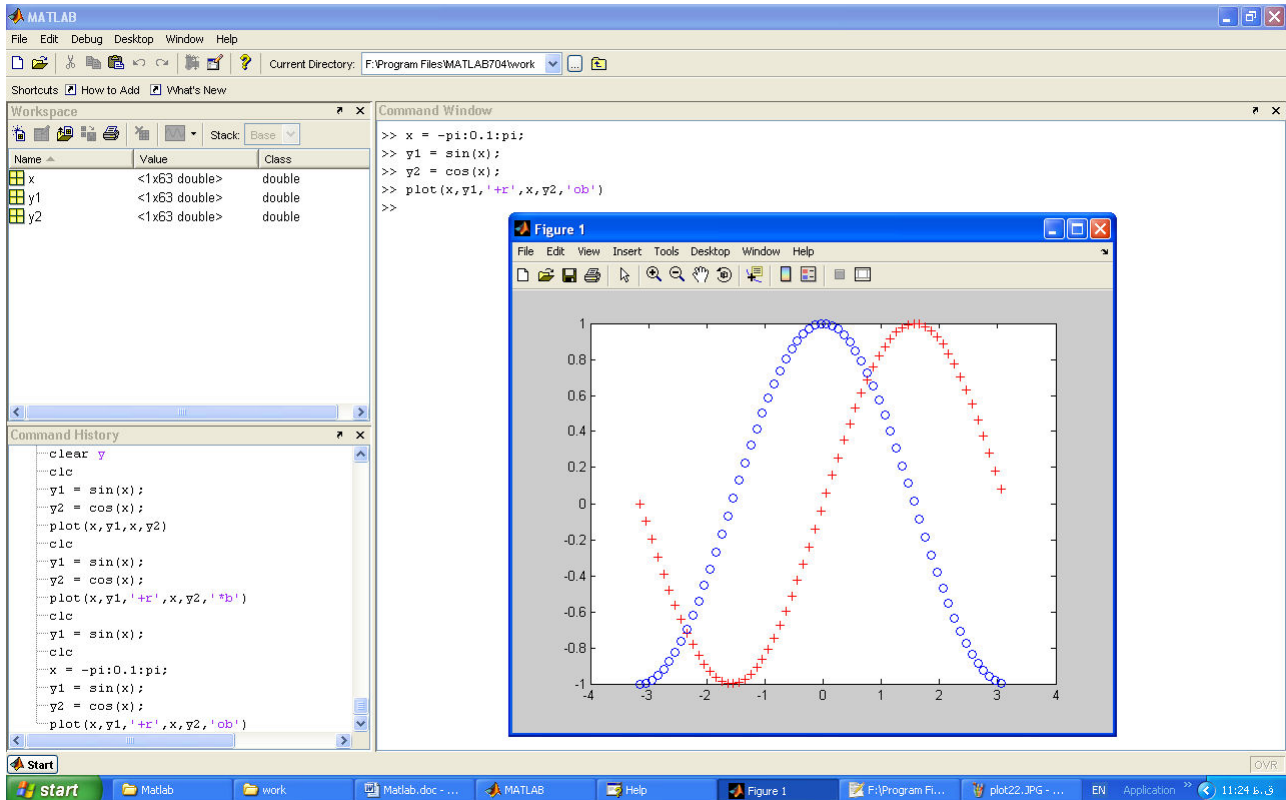 MATLAB
File Edit Debug Desktop Window Help
Current Directory: F:\Program Files\MATLAB704\work ...
Shortcuts How to Add What's New
Workspace
Stack: Base
Name Value Class
x <1x63 double> double
y1 <1x63 double> double
y2 <1x63 double> double
Command History
clear y
clc
y1 = sin(x);
y2 = cos(x);
plot(x,y1,x,y2)
clc
y1 = sin(x);
y2 = cos(x);
plot(x,y1,'+r',x,y2,'*b')
clc
y1 = sin(x);
clc
x = -pi:0.1:pi;
y1 = sin(x);
y2 = cos(x);
plot(x,y1,'+r',x,y2,'ob')
Command Window
>> x = -pi:0.1:pi;
>> y1 = sin(x);
>> y2 = cos(x);
>> plot(x,y1,'+r',x,y2,'ob')
>>
Figure 1
File Edit View Insert Tools Desktop Window Help
1
0.8
0.6
0.4
0.2
0
-0.2
-0.4
-0.6
-0.8
-1
-4 -3 -2 -1 0 1 2 3 4
Start
OVR
start Matlab work Matlab.doc - ... MATLAB Help Figure 1 F:\Program Fi... plot22.JPG - ... EN Application 11:24 ق.ظ